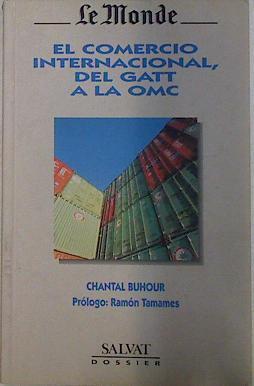 Le Monde
EL COMERCIO
INTERNACIONAL,
DEL GATT
A LA OMC
CHANTAL BUHOUR
Prólogo: Ramón Tamames
SALVAT
DOSSIER